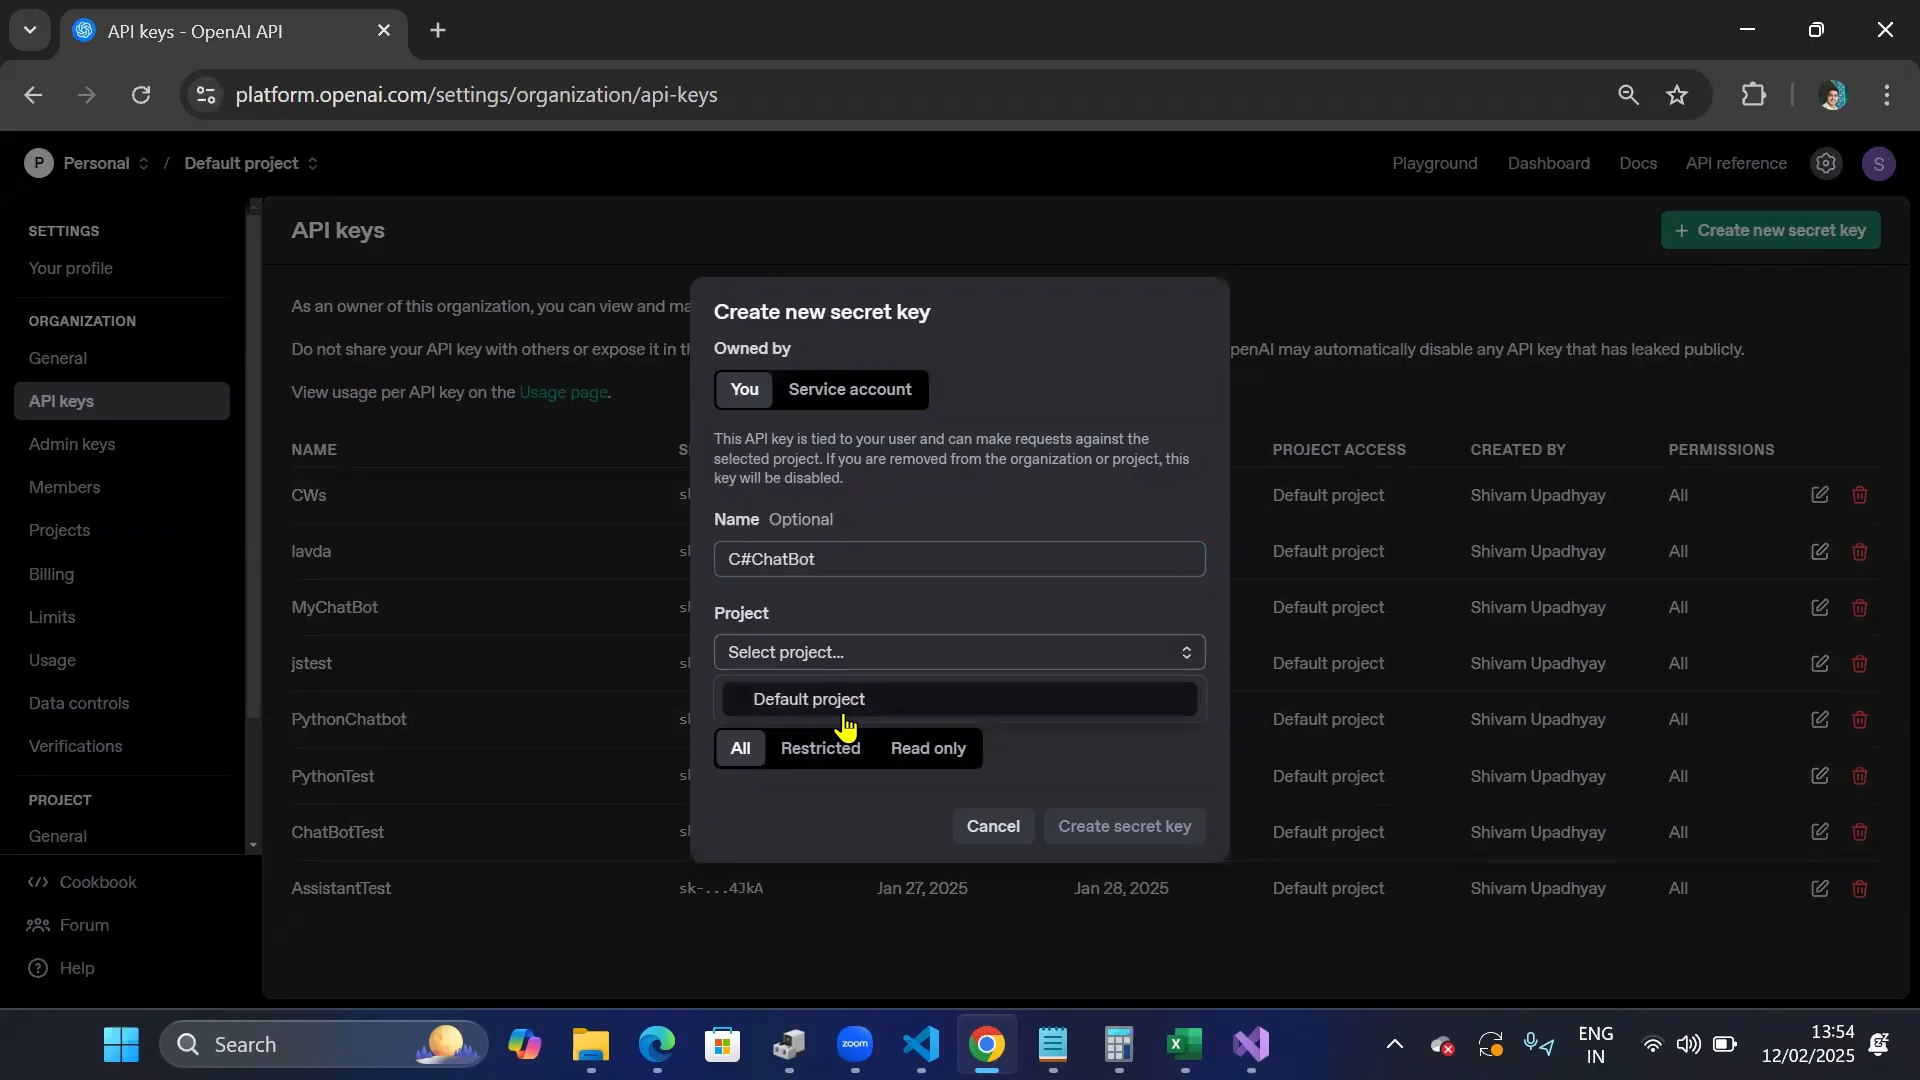 API keys - OpenAI API
platform.openai.com/settings/organization/api-keys
P Personal / Default project
Playground Dashboard Docs API reference S
SETTINGS
Your profile
ORGANIZATION
General
API keys
Admin keys
Members
Projects
Billing
Limits
Usage
Data controls
Verifications
PROJECT
General
Cookbook
Forum
Help
API keys
+ Create new secret key
As an owner of this organization, you can view and ma
Do not share your API key with others or expose it in th
penAI may automatically disable any API key that has leaked publicly.
View usage per API key on the Usage page.
NAME PROJECT ACCESS CREATED BY PERMISSIONS
CWs Default project Shivam Upadhyay All
lavda Default project Shivam Upadhyay All
MyChatBot Default project Shivam Upadhyay All
jstest Default project Shivam Upadhyay All
PythonChatbot Default project Shivam Upadhyay All
PythonTest Default project Shivam Upadhyay All
ChatBotTest Default project Shivam Upadhyay All
AssistantTest sk-...4JkA Jan 27, 2025 Jan 28, 2025 Default project Shivam Upadhyay All
Create new secret key
Owned by
You Service account
This API key is tied to your user and can make requests against the
selected project. If you are removed from the organization or project, this
key will be disabled.
Name Optional
C#ChatBot
Project
Select project...
Default project
All Restricted Read only
Cancel Create secret key
Search
zoom
ENG
IN
13:54
12/02/2025